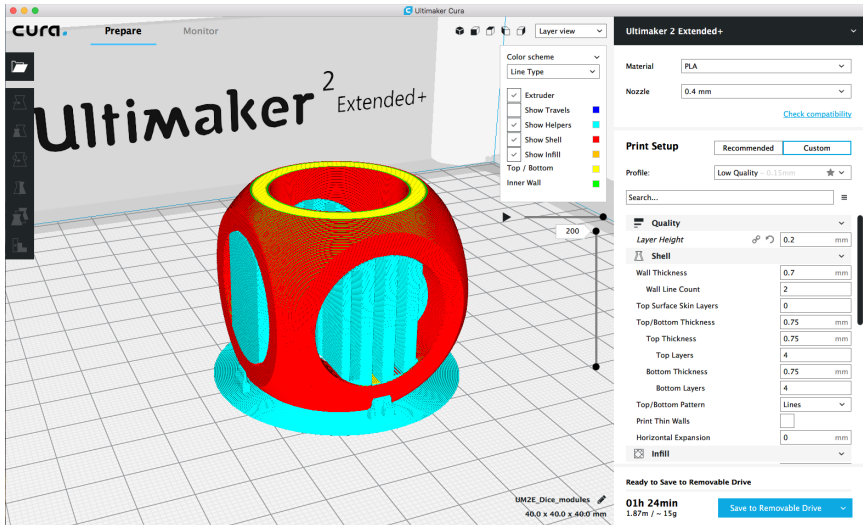 Ultimaker Cura
cura.
Prepare
Monitor
Layer view
Ultimaker 2 Extended+
Color scheme
Line Type
Extruder
Show Travels
Show Helpers
Show Shell
Show Infill
Top / Bottom
Inner Wall
200
Ultimaker 2 Extended+
Material PLA
Nozzle 0.4 mm
Check compatibility
Print Setup Recommended Custom
Profile: Low Quality - 0.15mm
Search...
Quality
Layer Height 0.2 mm
Shell
Wall Thickness 0.7 mm
Wall Line Count 2
Top Surface Skin Layers 0
Top/Bottom Thickness 0.75 mm
Top Thickness 0.75 mm
Top Layers 4
Bottom Thickness 0.75 mm
Bottom Layers 4
Top/Bottom Pattern Lines
Print Thin Walls
Horizontal Expansion 0 mm
Infill
UM2E_Dice_modules
40.0 x 40.0 x 40.0 mm
Ready to Save to Removable Drive
01h 24min
1.87m / ~ 15g
Save to Removable Drive